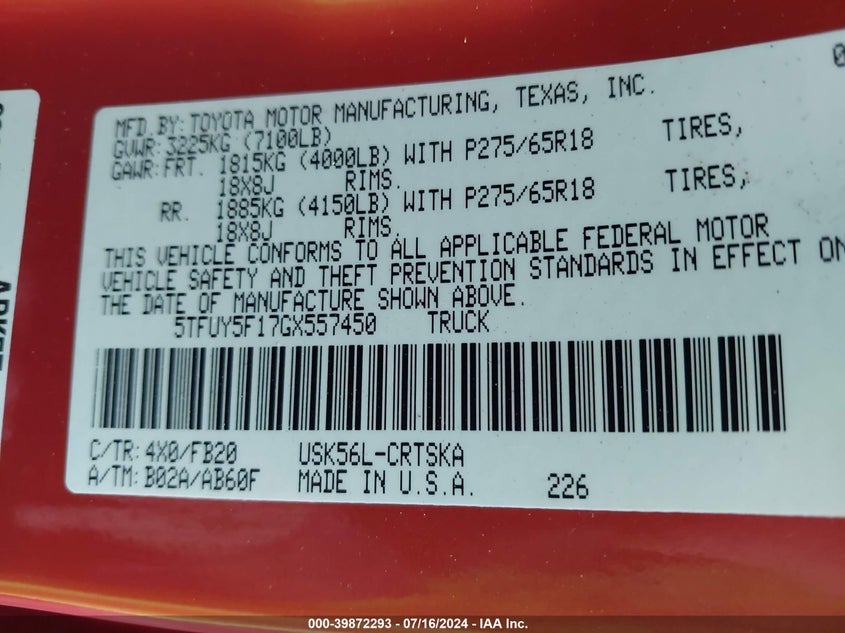 MFD.BY: TOYOTA MOTOR MANUFACTURING, TEXAS, INC.
GVWR: 3225KG (7100LB)
GAWR: FRT. 1815KG (4000LB) WITH P275/65R18 TIRES,
18X8J RIMS.
RR. 1885KG (4150LB) WITH P275/65R18 TIRES,
18X8J RIMS.
THIS VEHICLE CONFORMS TO ALL APPLICABLE FEDERAL MOTOR
VEHICLE SAFETY AND THEFT PREVENTION STANDARDS IN EFFECT ON
THE DATE OF MANUFACTURE SHOWN ABOVE.
5TFUY5F17GX557450 TRUCK
C/TR: 4X0/FB20 USK56L-CRTSKA
A/TM: B02A/AB60F MADE IN U.S.A. 226
000-39872293 - 07/16/2024 - IAA Inc.